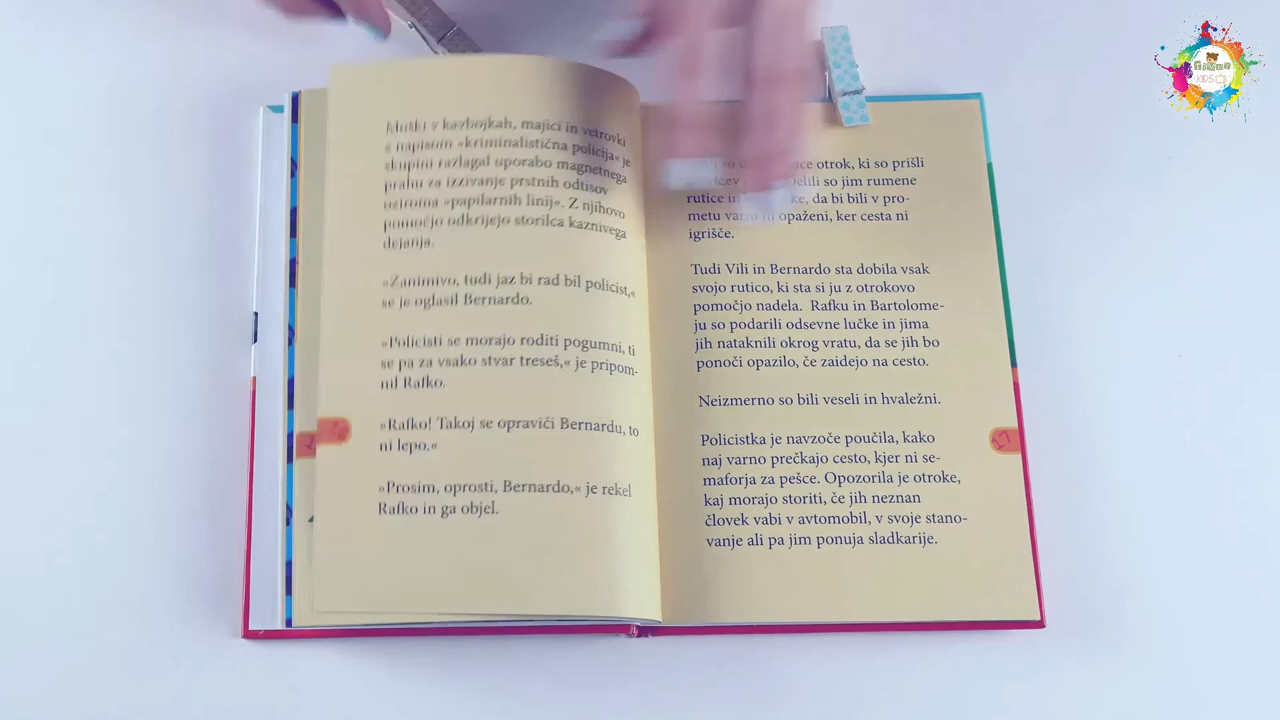 Moški v kavbojkah, majici in vetrovki
z napisom »kriminalistična policija« je
skupini razlagal uporabo magnetnega
prahu za izzivanje prstnih odtisov
oziroma »papilarnih linij«. Z njihovo
pomočjo odkrijejo storilca kaznivega
dejanja.
»Zanimivo, tudi jaz bi rad bil policist,«
se je oglasil Bernardo.
»Policisti se morajo roditi pogumni, ti
se pa za vsako stvar treseš,« je pripom-
nil Rafko.
»Rafko! Takoj se opraviči Bernardu, to
ni lepo.«
»Prosim, oprosti, Bernardo,« je rekel
Rafko in ga objel.
so otrok, ki so prišli
Delili so jim rumene
rutice in da bi bili v pro-
metu opaženi, ker cesta ni
igrišče.
Tudi Vili in Bernardo sta dobila vsak
svojo rutico, ki sta si ju z otrokovo
pomočjo nadela. Rafku in Bartolome-
ju so podarili odsevne lučke in jima
jih nataknili okrog vratu, da se jih bo
ponoči opazilo, če zaidejo na cesto.
Neizmerno so bili veseli in hvaležni.
Policistka je navzoče poučila, kako
naj varno prečkajo cesto, kjer ni se-
maforja za pešce. Opozorila je otroke,
kaj morajo storiti, če jih neznan
človek vabi v avtomobil, v svoje stano-
vanje ali pa jim ponuja sladkarije.
17
KIDS